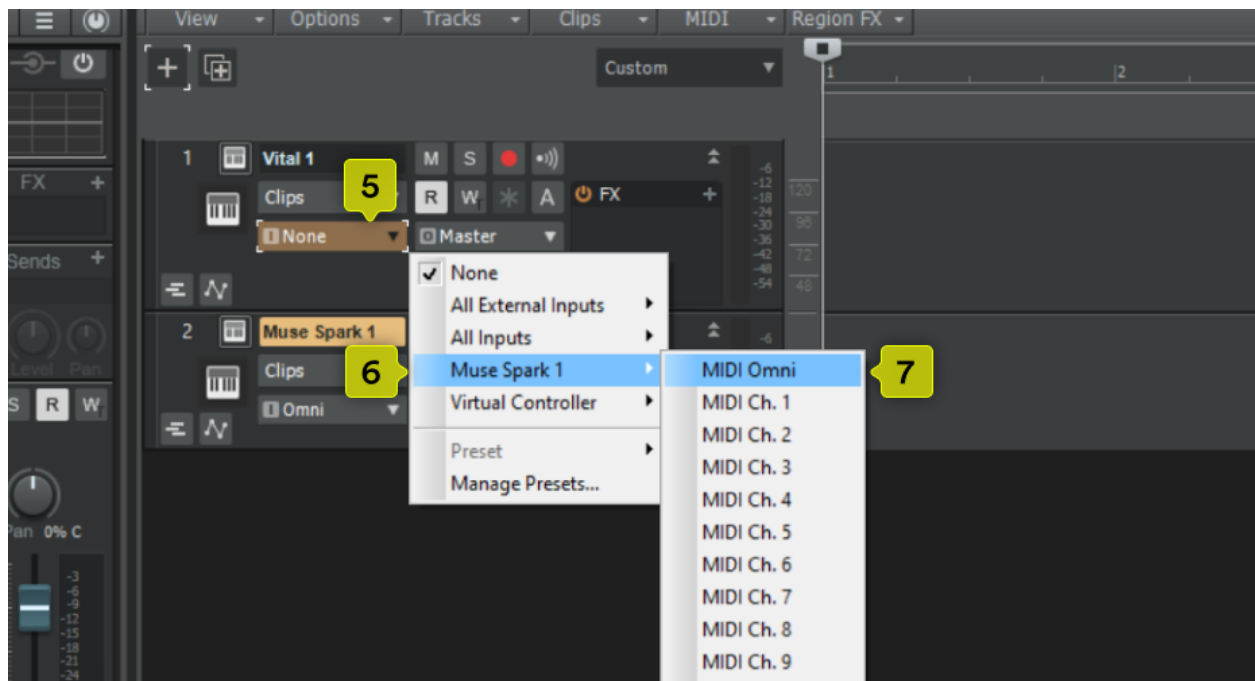 View Options Tracks Clips MIDI Region FX
Custom
1 2
1 Vital 1 M S
-6
-12
-18
-24
-30
-36
-42
-48
-54
120
96
72
48
FX
5
Clips R W A FX
None Master
Sends
None
All External Inputs
All Inputs
Muse Spark 1
Virtual Controller
Preset
Manage Presets...
2 Muse Spark 1
-6
6
Clips
Omni
7
MIDI Omni
MIDI Ch. 1
MIDI Ch. 2
MIDI Ch. 3
MIDI Ch. 4
MIDI Ch. 5
MIDI Ch. 6
MIDI Ch. 7
MIDI Ch. 8
MIDI Ch. 9
Level Pan
S R W
Pan 0% C
-3
-6
-9
-12
-15
-18
-21
-24